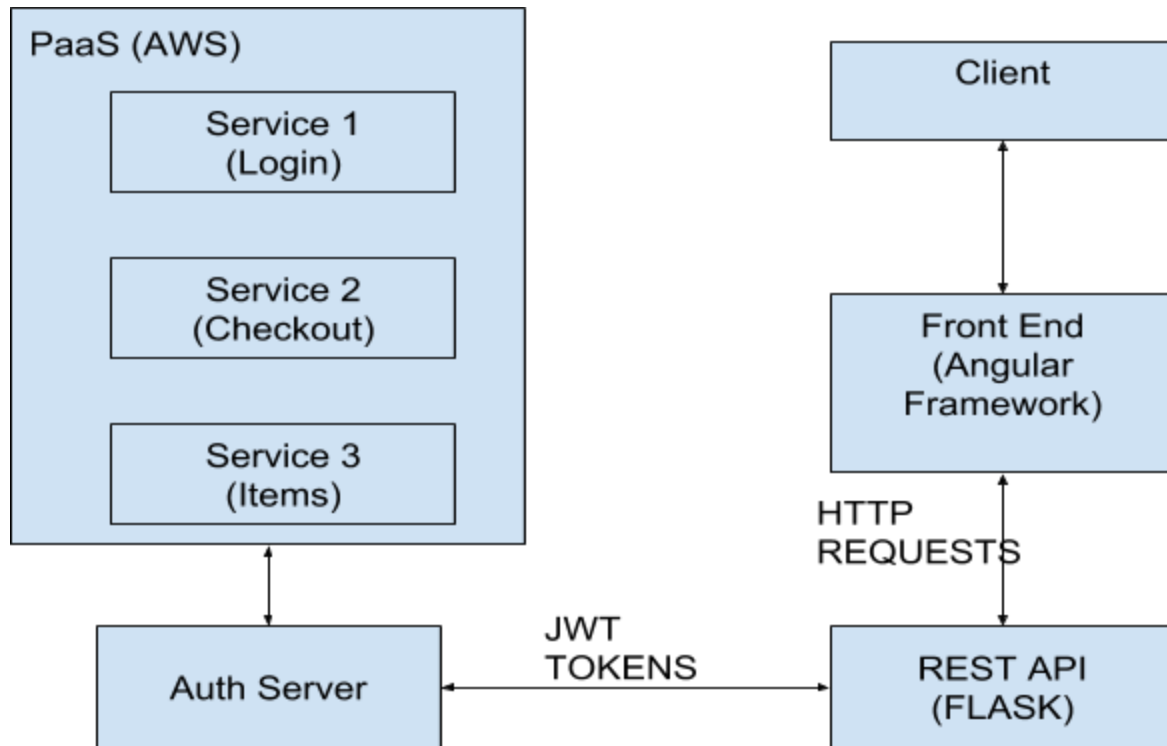 PaaS (AWS)
Service 1
(Login)
Service 2
(Checkout)
Service 3
(Items)
Auth Server
JWT
TOKENS
Client
Front End
(Angular
Framework)
HTTP
REQUESTS
REST API
(FLASK)